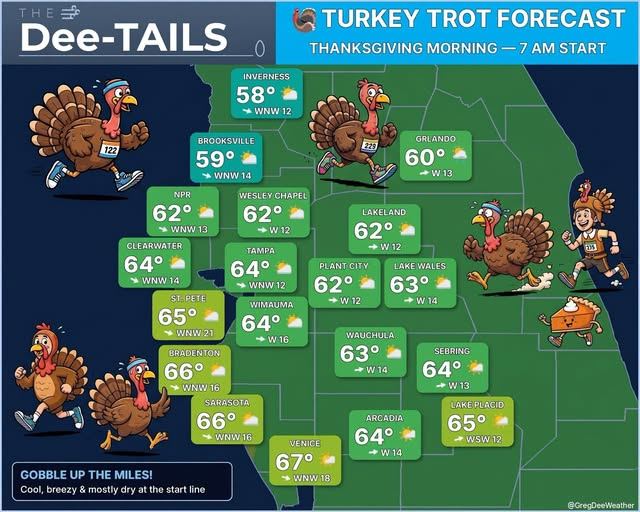 THE
Dee-TAILS
TURKEY TROT FORECAST
THANKSGIVING MORNING — 7 AM START
INVERNESS
58°
WNW 12
BROOKSVILLE
59°
WNW 14
ORLANDO
60°
W 13
NPR
62°
WNW 13
WESLEY CHAPEL
62°
W 12
LAKELAND
62°
W 12
CLEARWATER
64°
WNW 14
TAMPA
64°
WNW 12
PLANT CITY
62°
W 12
LAKE WALES
63°
W 14
ST. PETE
65°
WNW 21
WIMAUMA
64°
W 16
WAUCHULA
63°
W 14
SEBRING
64°
W 13
BRADENTON
66°
WNW 16
SARASOTA
66°
WNW 16
ARCADIA
64°
W 14
LAKE PLACID
65°
WSW 12
VENICE
67°
WNW 18
122
229
GOBBLE UP THE MILES!
Cool, breezy & mostly dry at the start line
@GregDeeWeather